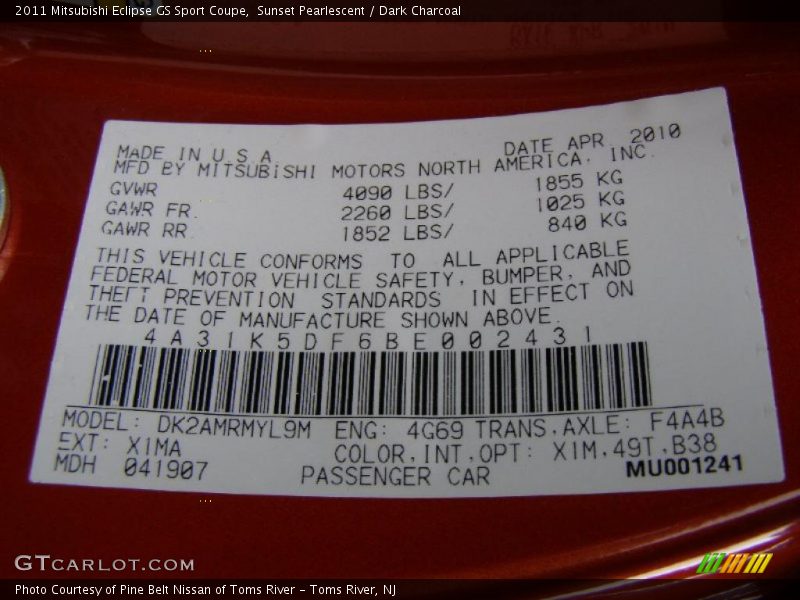 2011 Mitsubishi Eclipse GS Sport Coupe,  Sunset Pearlescent / Dark Charcoal
MADE IN U.S.A. DATE APR. 2010
MFD BY MITSUBISHI MOTORS NORTH AMERICA, INC.
GVWR 4090 LBS/ 1855 KG
GAWR FR. 2260 LBS/ 1025 KG
GAWR RR. 1852 LBS/ 840 KG
THIS VEHICLE CONFORMS TO ALL APPLICABLE
FEDERAL MOTOR VEHICLE SAFETY, BUMPER, AND
THEFT PREVENTION STANDARDS IN EFFECT ON
THE DATE OF MANUFACTURE SHOWN ABOVE.
4A31K5DF6BE002431
MODEL: DK2AMRMYL9M ENG: 4G69 TRANS.AXLE: F4A4B
EXT: X1MA COLOR.INT.OPT: X1M.49T.B38
MDH 041907 PASSENGER CAR MU001241
GTCARLOT.COM
Photo Courtesy of Pine Belt Nissan of Toms River – Toms River, NJ